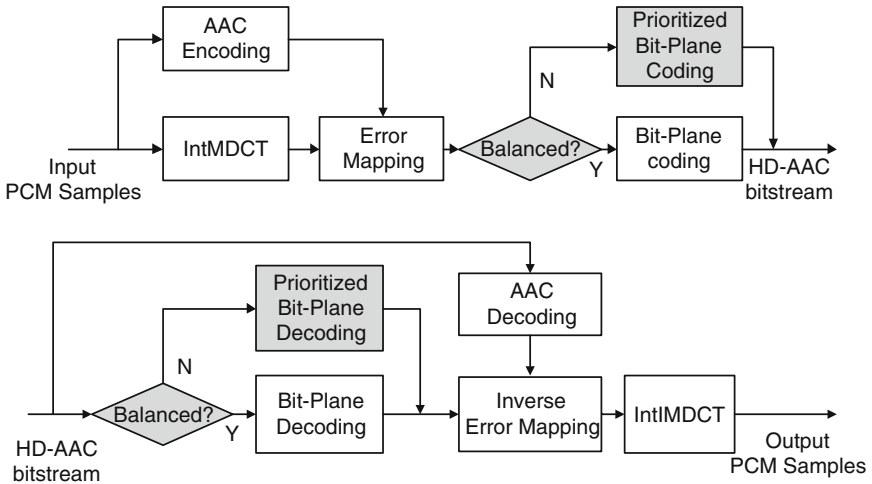 AAC
Encoding
Prioritized
Bit-Plane
Coding
N
IntMDCT
Error
Mapping
Balanced?
Y
Bit-Plane
coding
Input
PCM Samples
HD-AAC
bitstream
Prioritized
Bit-Plane
Decoding
AAC
Decoding
N
Balanced?
Y
Bit-Plane
Decoding
Inverse
Error Mapping
IntIMDCT
HD-AAC
bitstream
Output
PCM Samples